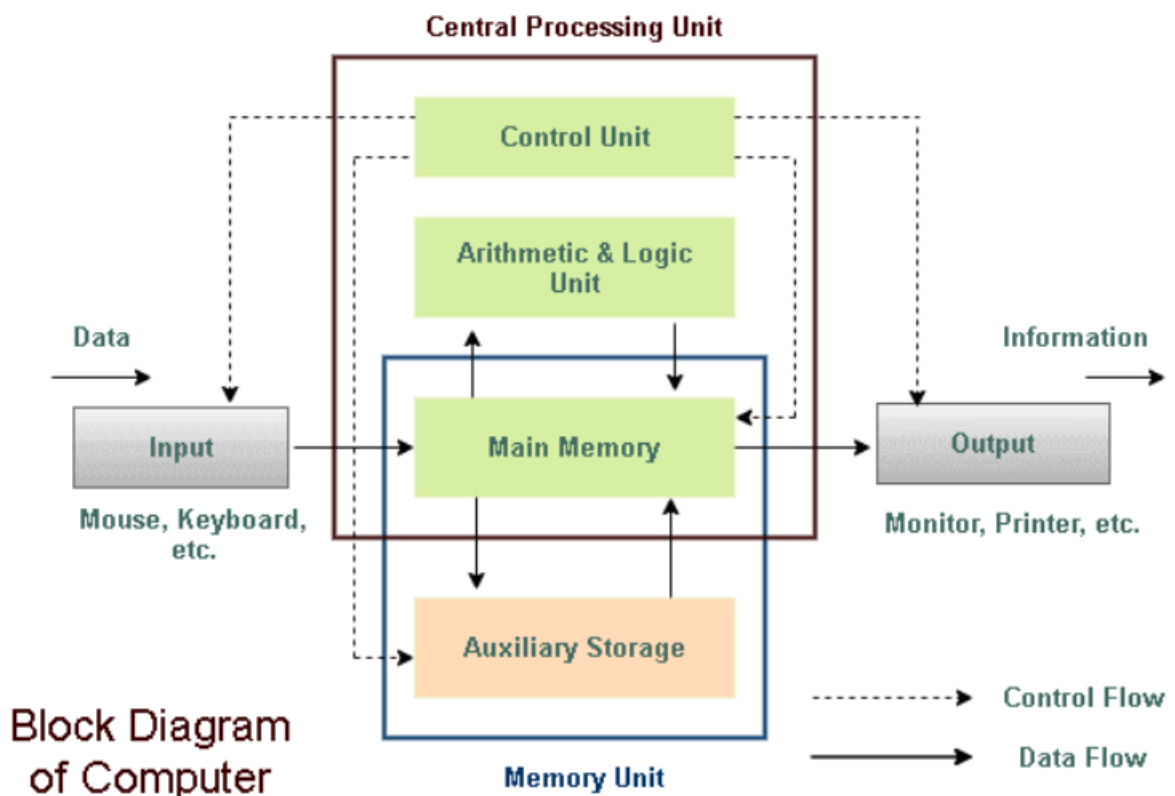 Central Processing Unit
Control Unit
Arithmetic & Logic
Unit
Data
Information
Input
Main Memory
Output
Mouse, Keyboard,
etc.
Monitor, Printer, etc.
Auxiliary Storage
Control Flow
Block Diagram
of Computer
Data Flow
Memory Unit